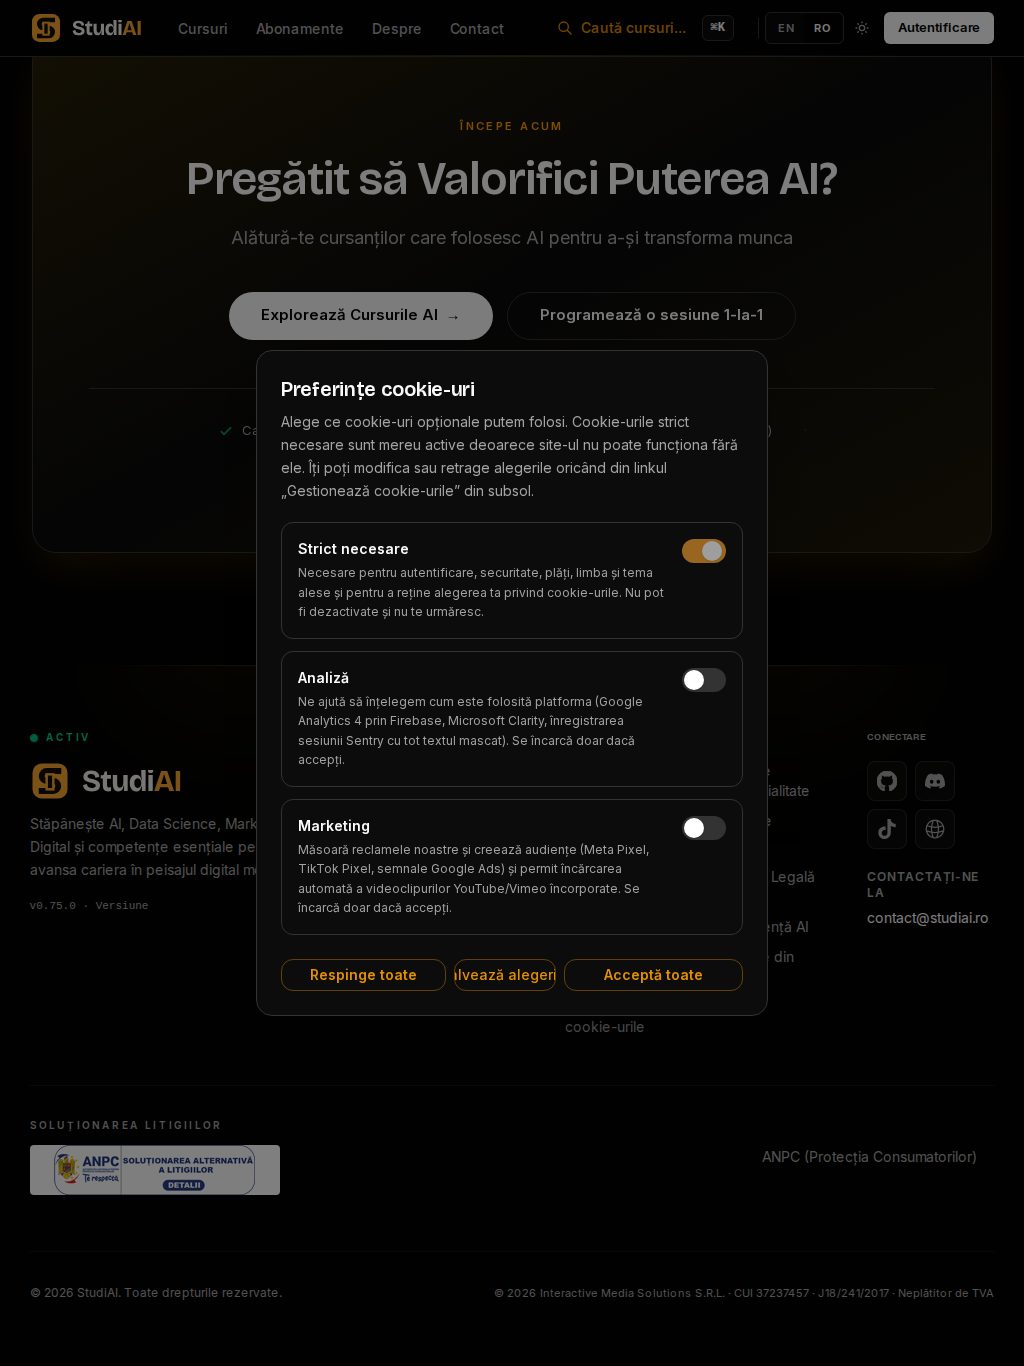 StudiAI
Cursuri
Abonamente
Despre
Contact
Caută cursuri...
⌘K
EN
RO
Autentificare
ÎNCEPE ACUM
Pregătit să Valorifici Puterea AI?
Alătură-te cursanților care folosesc AI pentru a-și transforma munca
Explorează Cursurile AI →
Programează o sesiune 1-la-1
Preferințe cookie-uri
Alege ce cookie-uri opționale putem folosi. Cookie-urile strict
necesare sunt mereu active deoarece site-ul nu poate funcționa fără
ele. Îți poți modifica sau retrage alegerile oricând din linkul
„Gestionează cookie-urile” din subsol.
Strict necesare
Necesare pentru autentificare, securitate, plăți, limba și tema
alese și pentru a reține alegerea ta privind cookie-urile. Nu pot
fi dezactivate și nu te urmăresc.
Analiză
Ne ajută să înțelegem cum este folosită platforma (Google
Analytics 4 prin Firebase, Microsoft Clarity, înregistrarea
sesiunii Sentry cu tot textul mascat). Se încarcă doar dacă
accepți.
Marketing
Măsoară reclamele noastre și creează audiențe (Meta Pixel,
TikTok Pixel, semnale Google Ads) și permit încărcarea
automată a videoclipurilor YouTube/Vimeo încorporate. Se
încarcă doar dacă accepți.
Respinge toate
alvează alegeri
Acceptă toate
ACTIV
StudiAI
Stăpânește AI, Data Science, Mark
Digital și competențe esențiale pe
avansa cariera în peisajul digital
v0.75.0 · Versiune
Legală
AI
din
cookie-urile
CONECTARE
CONTACTAȚI-NE
LA
contact@studiai.ro
SOLUȚIONAREA LITIGIILOR
ANPC
Te respectă
SOLUȚIONAREA ALTERNATIVĂ
A LITIGIILOR
DETALII
ANPC (Protecția Consumatorilor)
© 2026 StudiAI. Toate drepturile rezervate.
© 2026 Interactive Media Solutions S.R.L. · CUI 37237457 · J18/241/2017 · Neplătitor de TVA